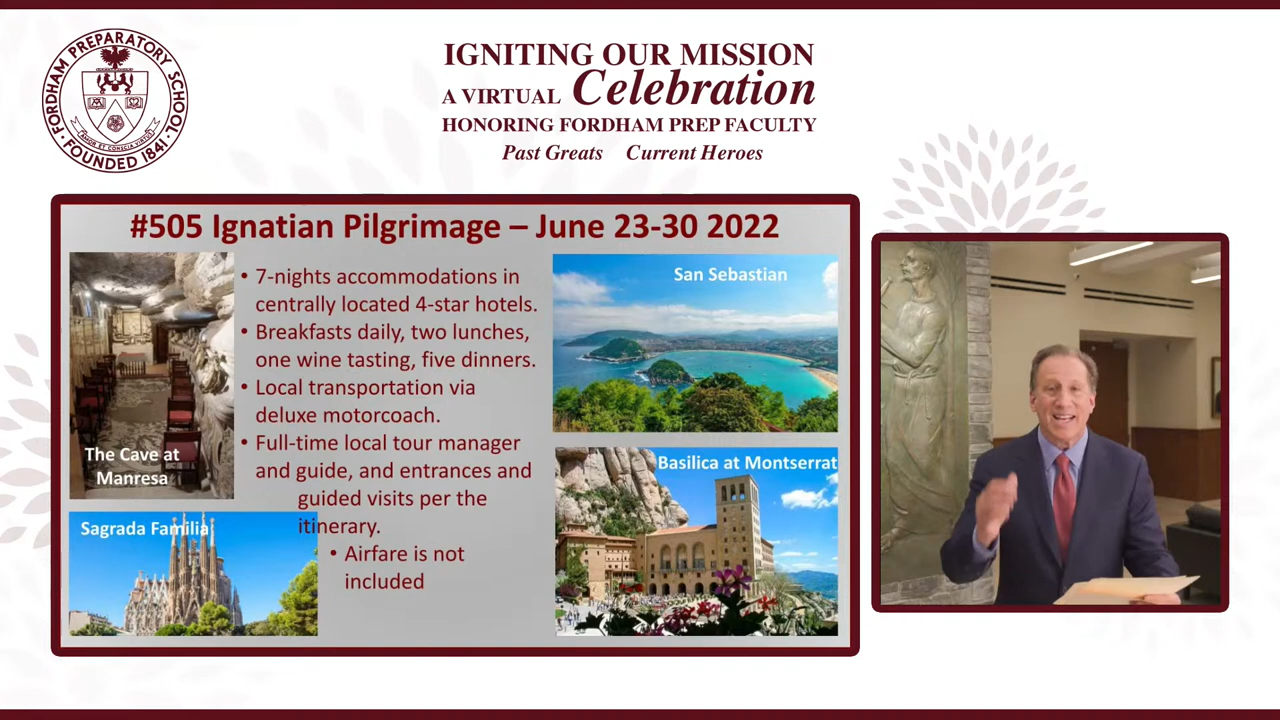 FORDHAM PREPARATORY SCHOOL
FOUNDED 1841
IGNITING OUR MISSION
A VIRTUAL Celebration
HONORING FORDHAM PREP FACULTY
Past Greats Current Heroes
#505 Ignatian Pilgrimage – June 23-30 2022
The Cave at
Manresa
Sagrada Familia
• 7-nights accommodations in
centrally located 4-star hotels.
• Breakfasts daily, two lunches,
one wine tasting, five dinners.
• Local transportation via
deluxe motorcoach.
• Full-time local tour manager
and guide, and entrances and
guided visits per the
itinerary.
• Airfare is not
included
San Sebastian
Basilica at Montserrat